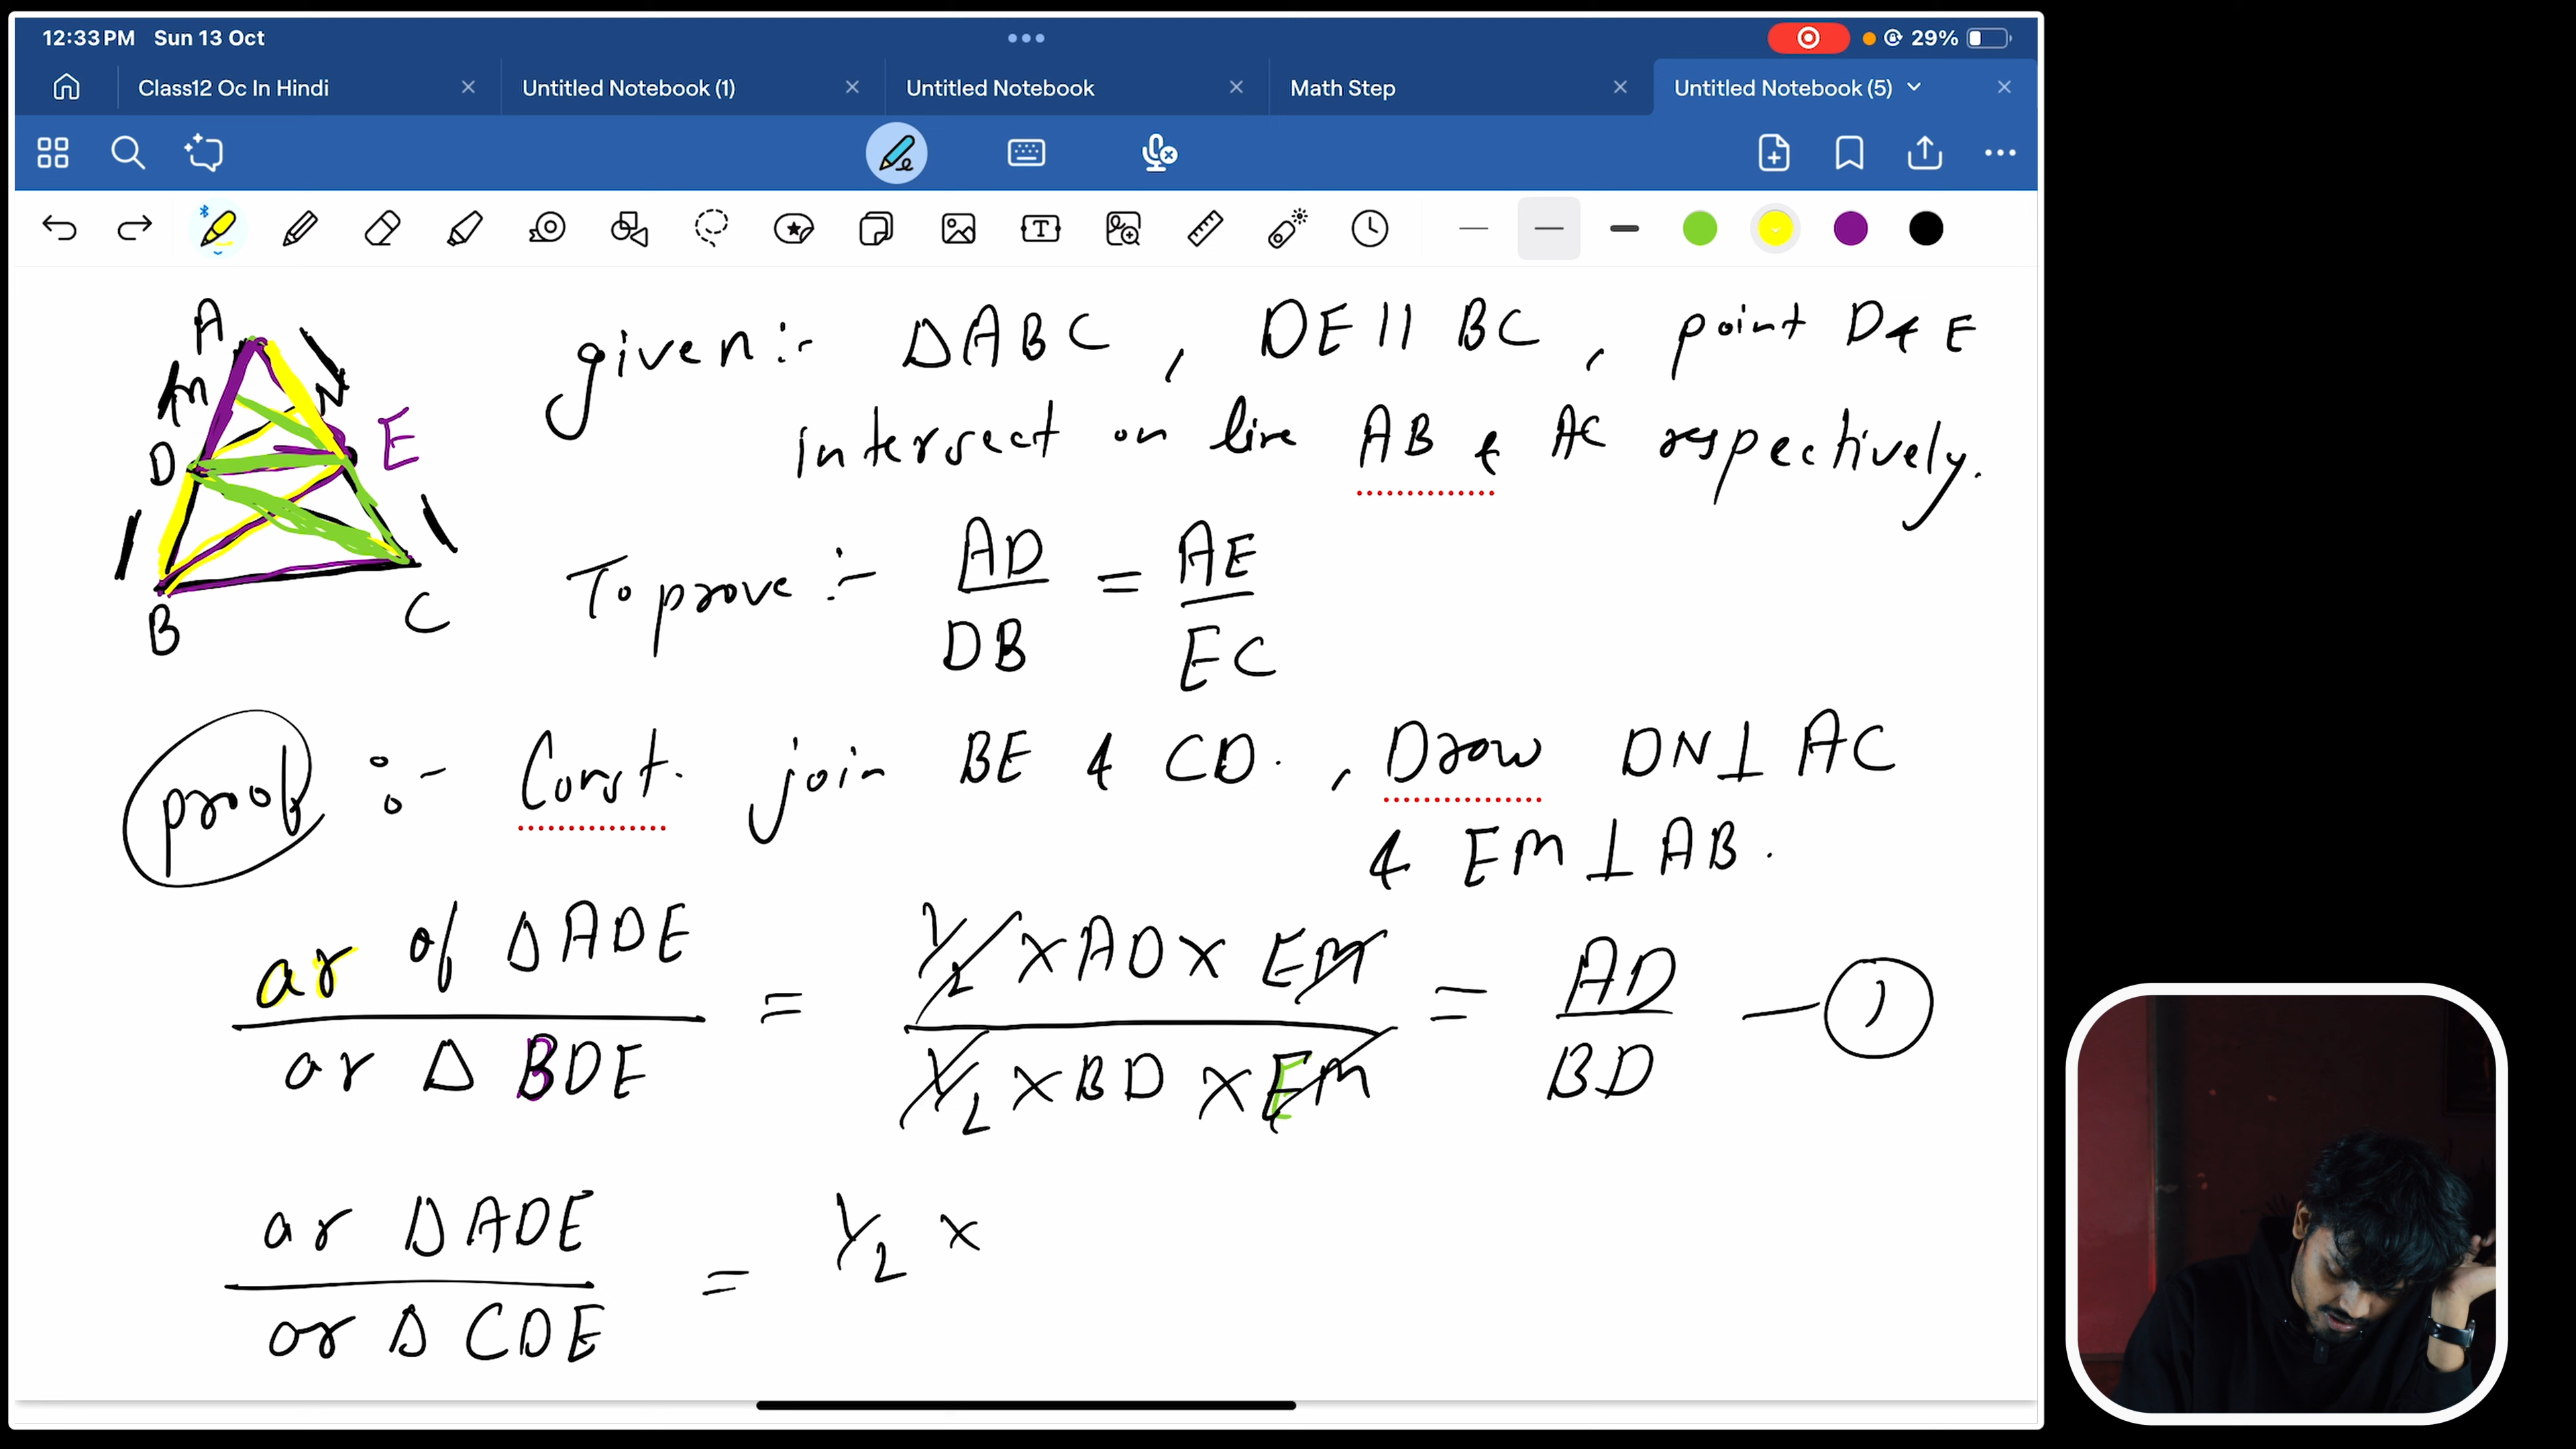 12:33 PM Sun 13 Oct
29%
Class12 Oc In Hindi
Untitled Notebook (1)
Untitled Notebook
Math Step
Untitled Notebook (5)
A
M
N
D
E
B
C
given :- ΔABC, DE || BC, point D & E
intersect on line AB & AC respectively.
To prove :- AD/DB = AE/EC
proof :- Const. join BE & CD. , Draw DN⊥AC
& EM⊥AB.
ar of ΔADE / ar Δ BDE = 1/2 × AD × EM / 1/2 × BD × EM = AD/BD — 1
ar ΔADE / ar Δ CDE = 1/2 ×